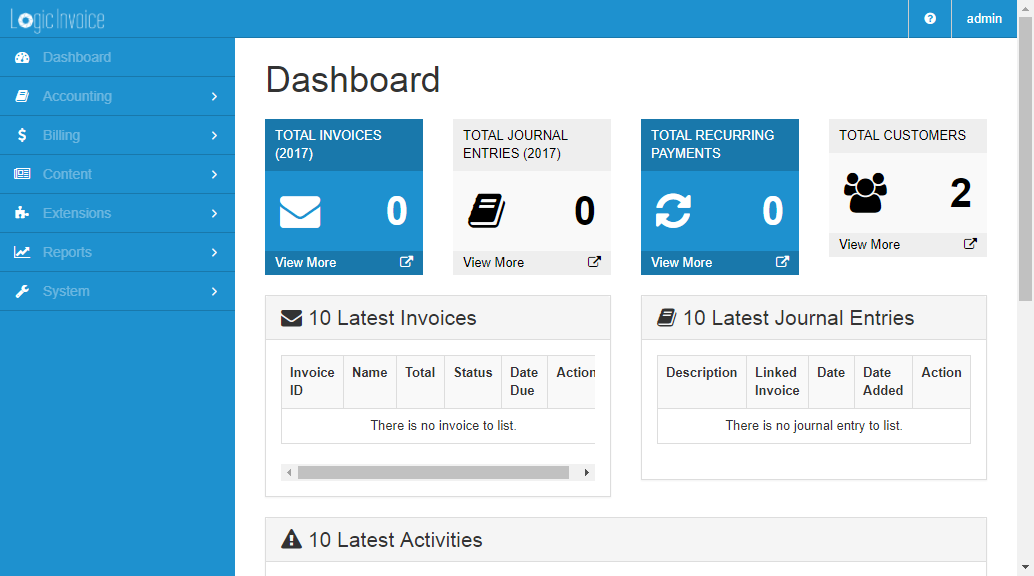 Logic Invoice
admin
Dashboard
Accounting
Billing
Content
Extensions
Reports
System
Dashboard
TOTAL INVOICES
(2017)
0
View More
TOTAL JOURNAL
ENTRIES (2017)
0
View More
TOTAL RECURRING
PAYMENTS
0
View More
TOTAL CUSTOMERS
2
View More
10 Latest Invoices
Invoice ID Name Total Status Date Due Action
There is no invoice to list.
10 Latest Journal Entries
Description Linked Invoice Date Date Added Action
There is no journal entry to list.
10 Latest Activities